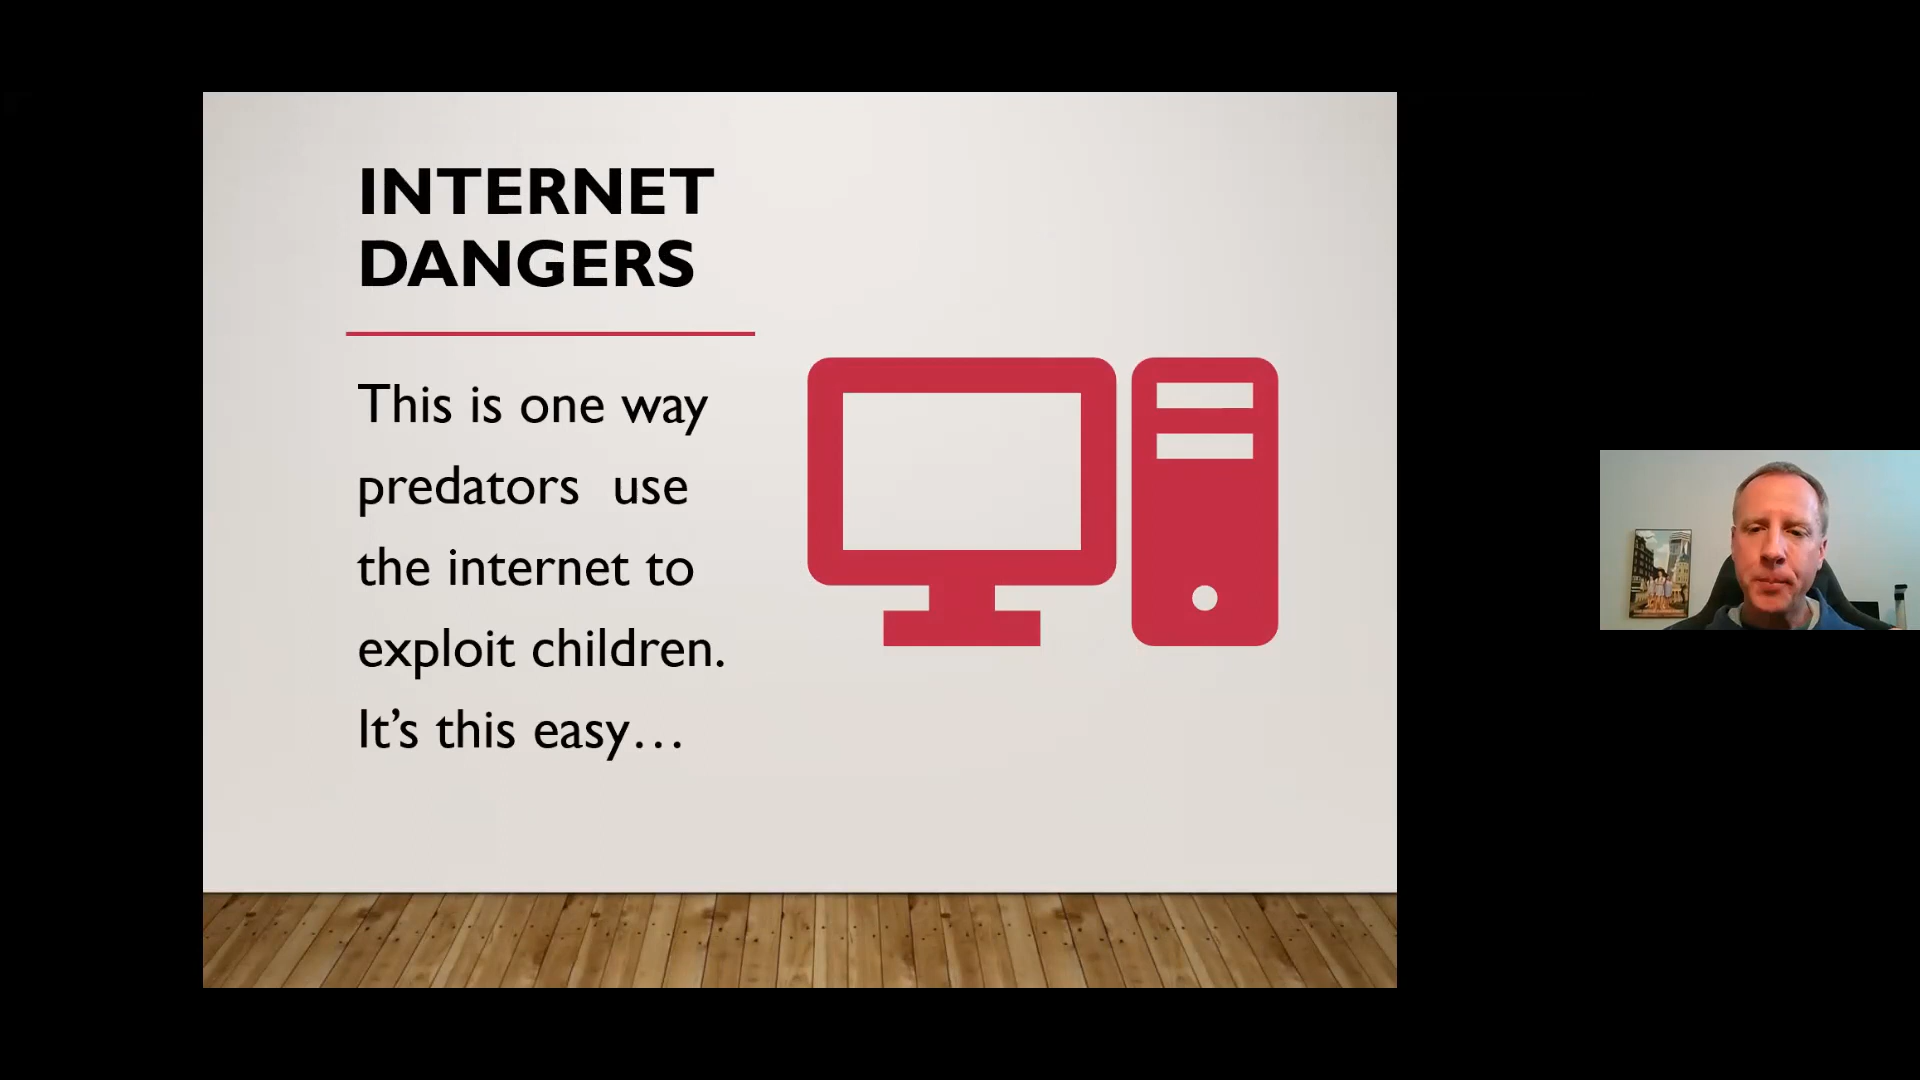 INTERNET
DANGERS
This is one way
predators  use
the internet to
exploit children.
It’s this easy…